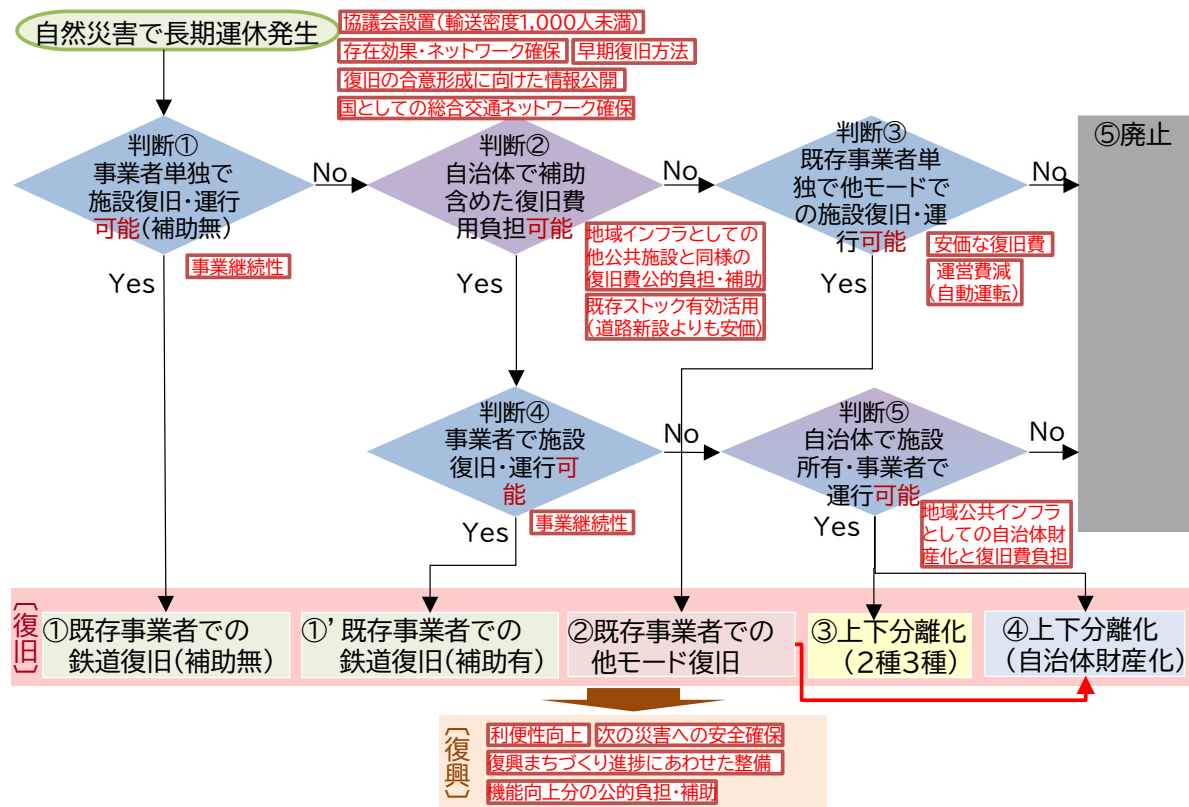 自然災害で長期運休発生
協議会設置(輸送密度1,000人未満)
存在効果・ネットワーク確保
早期復旧方法
復旧の合意形成に向けた情報公開
国としての総合交通ネットワーク確保
判断①
事業者単独で
施設復旧・運行
可能(補助無)
No
Yes
事業継続性
判断②
自治体で補助
含めた復旧費
用負担可能
No
Yes
地域インフラとしての
他公共施設と同様の
復旧費公的負担・補助
既存ストック有効活用
(道路新設よりも安価)
判断③
既存事業者単
独で他モードで
の施設復旧・運
行可能
No
Yes
安価な復旧費
運営費減
(自動運転)
⑤廃止
判断④
事業者で施設
復旧・運行可
能
No
Yes
事業継続性
判断⑤
自治体で施設
所有・事業者で
運行可能
No
Yes
地域公共インフラ
としての自治体財
産化と復旧費負担
〔復旧〕
①既存事業者での
鉄道復旧(補助無)
①’既存事業者での
鉄道復旧(補助有)
②既存事業者での
他モード復旧
③上下分離化
(2種3種)
④上下分離化
(自治体財産化)
〔復興〕
利便性向上
次の災害への安全確保
復興まちづくり進捗にあわせた整備
機能向上分の公的負担・補助